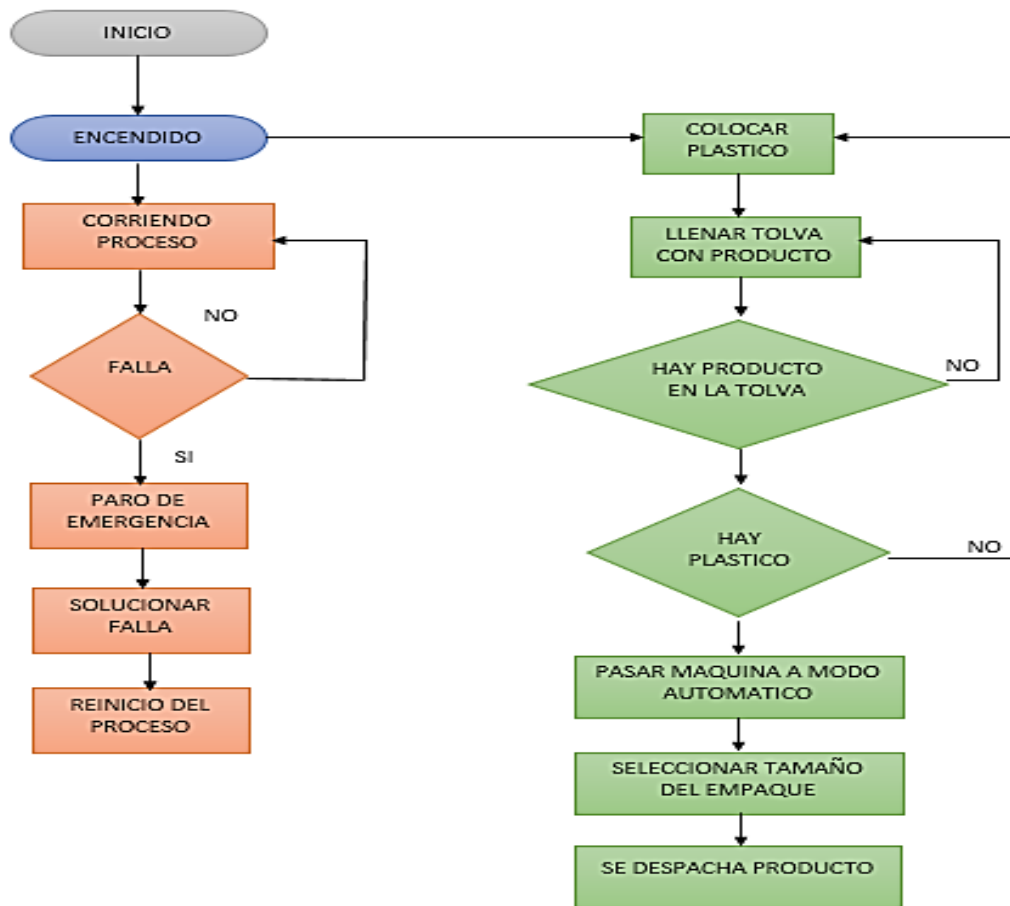 INICIO
ENCENDIDO
CORRIENDO
PROCESO
NO
FALLA
SI
PARO DE
EMERGENCIA
SOLUCIONAR
FALLA
REINICIO DEL
PROCESO
COLOCAR
PLASTICO
LLENAR TOLVA
CON PRODUCTO
HAY PRODUCTO
EN LA TOLVA
NO
HAY
PLASTICO
NO
PASAR MAQUINA A MODO
AUTOMATICO
SELECCIONAR TAMAÑO
DEL EMPAQUE
SE DESPACHA PRODUCTO